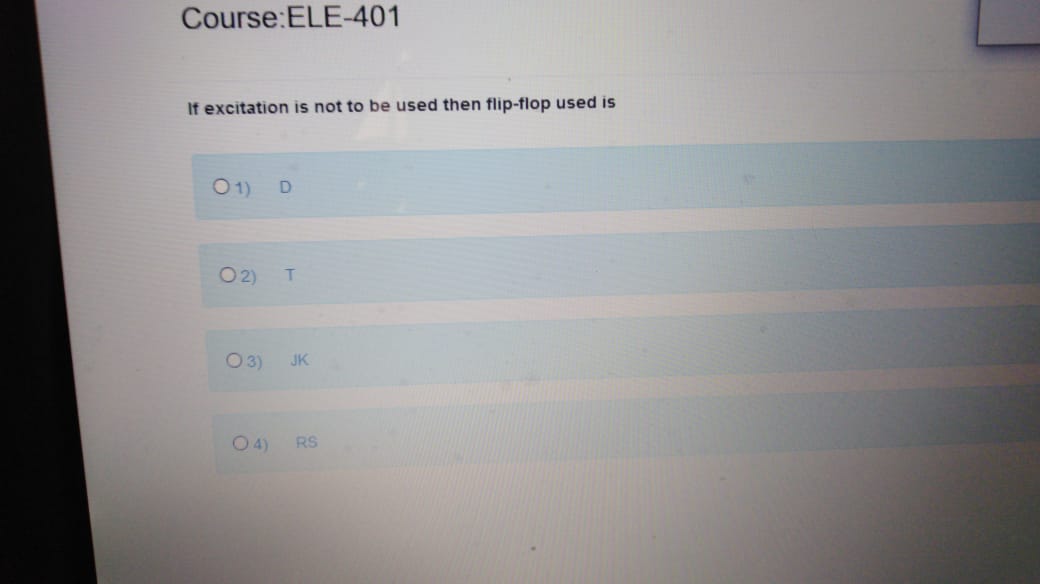 Course:ELE-401
If excitation is not to be used then flip-flop used is
1) D
2) T
3) JK
4) RS